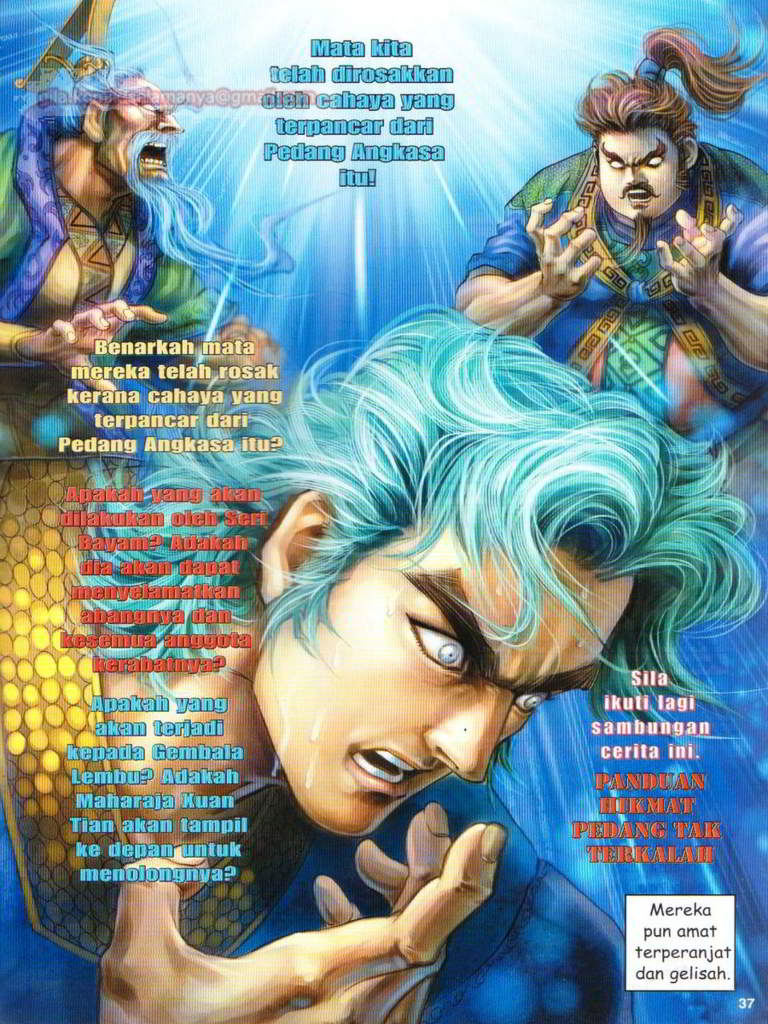 Mata kita
telah dirosakkan
oleh cahaya yang
terpancar dari
Pedang Angkasa
itu!
Benarkah mata
mereka telah rosak
kerana cahaya yang
terpancar dari
Pedang Angkasa itu?
Apakah yang akan
dilakukan oleh Seri
Bayam? Adakah
dia akan dapat
menyelamatkan
abangnya dan
kesemua anggota
kerabatnya?
Apakah yang
akan terjadi
kepada Gembala
Lembu? Adakah
Maharaja Xuan
Tian akan tampil
ke depan untuk
menolongnya?
Sila
ikuti lagi
sambungan
cerita ini.
PANDUAN
HIKMAT
PEDANG TAK
TERKALAH
Mereka
pun amat
terperanjat
dan gelisah.
37